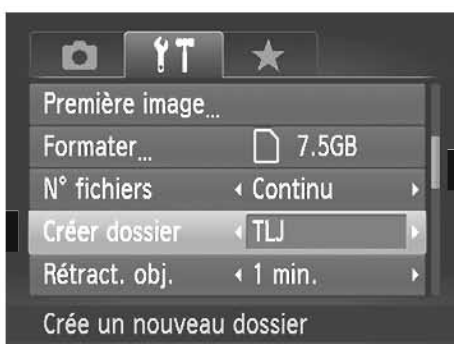 Première image...
Formater... 7.5GB
N° fichiers Continu
Créer dossier TLJ
Rétract. obj. 1 min.
Crée un nouveau dossier